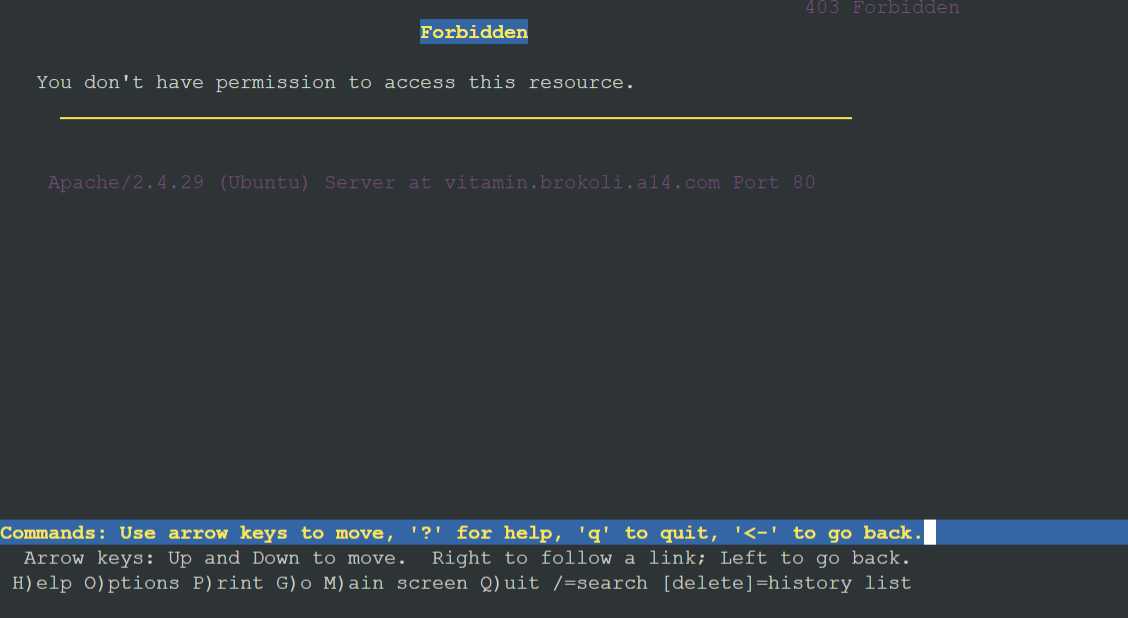 403 Forbidden
Forbidden
You don't have permission to access this resource.
Apache/2.4.29 (Ubuntu) Server at vitamin.brokoli.a14.com Port 80
Commands: Use arrow keys to move, '?' for help, 'q' to quit, '<-' to go back.
Arrow keys: Up and Down to move.  Right to follow a link; Left to go back.
H)elp O)ptions P)rint G)o M)ain screen Q)uit /=search [delete]=history list